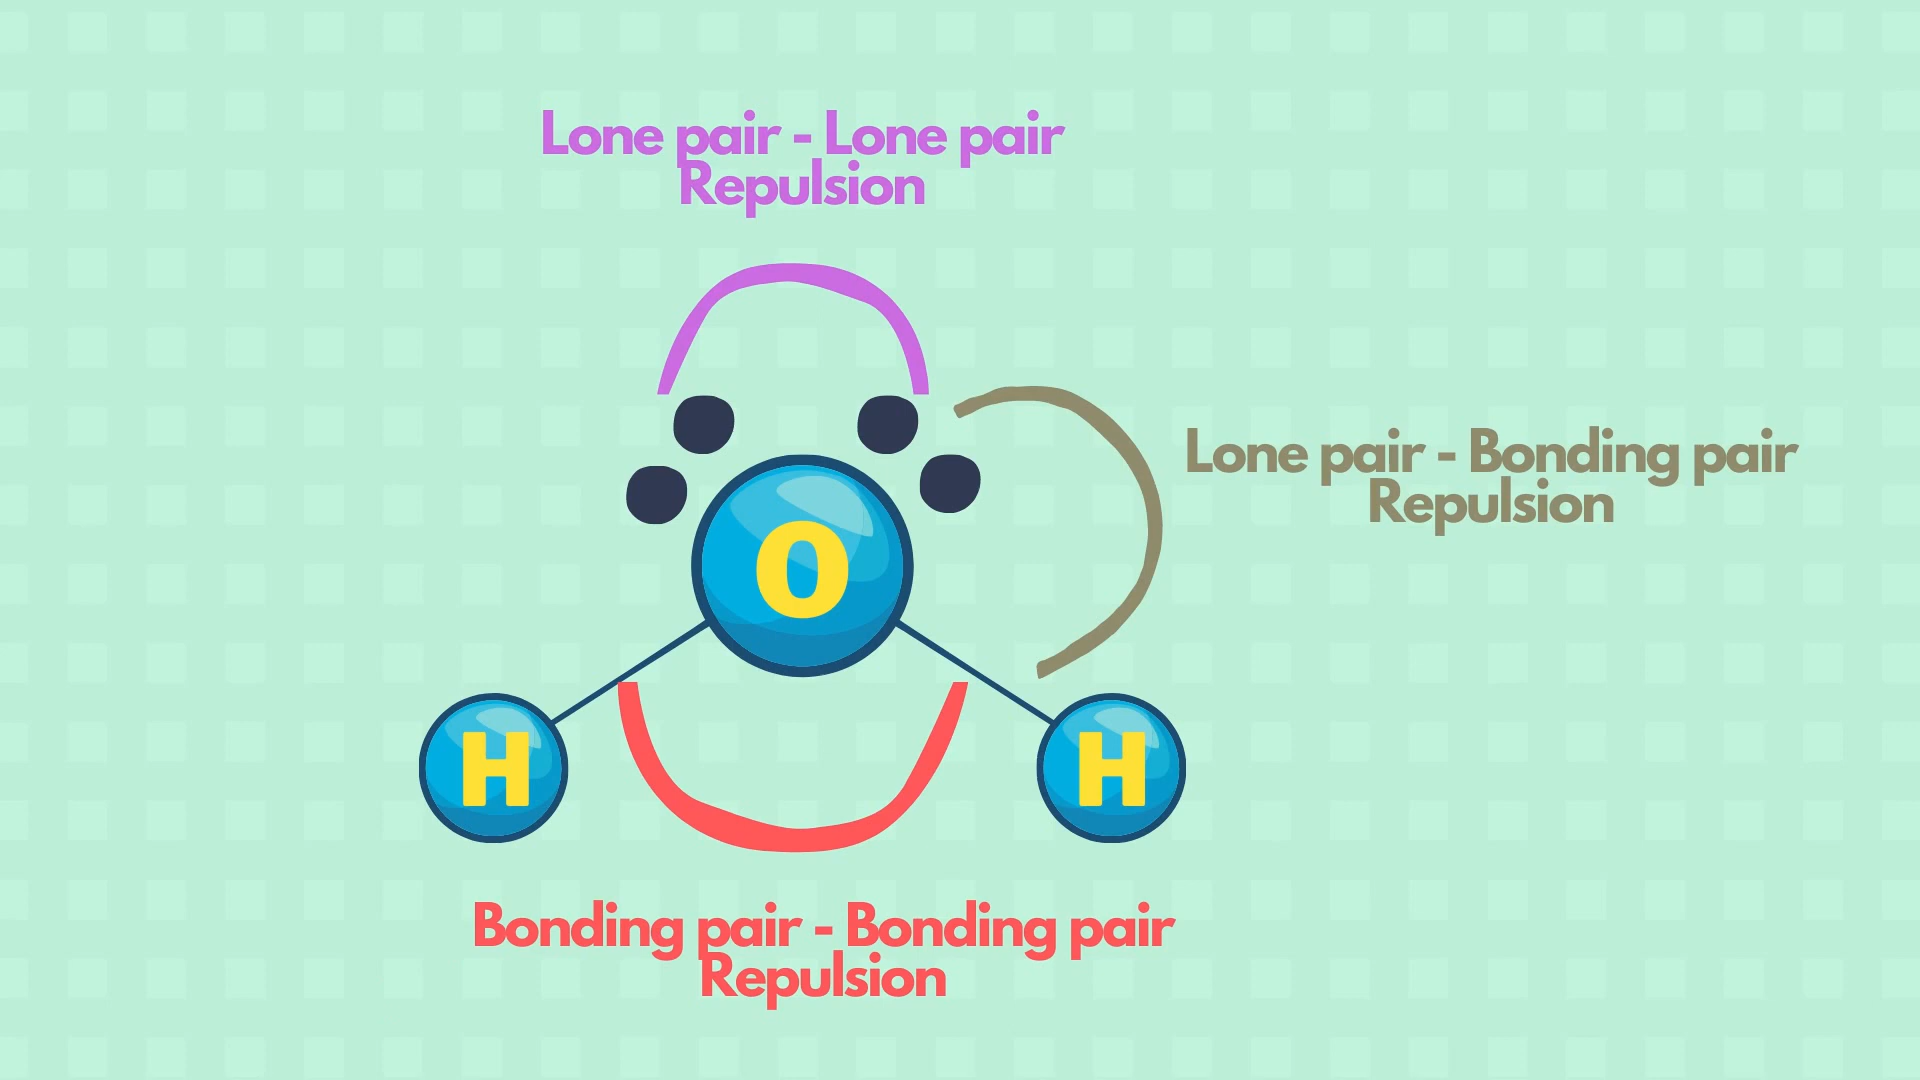 Lone pair - Lone pair
Repulsion
Lone pair - Bonding pair
Repulsion
O
H
H
Bonding pair - Bonding pair
Repulsion